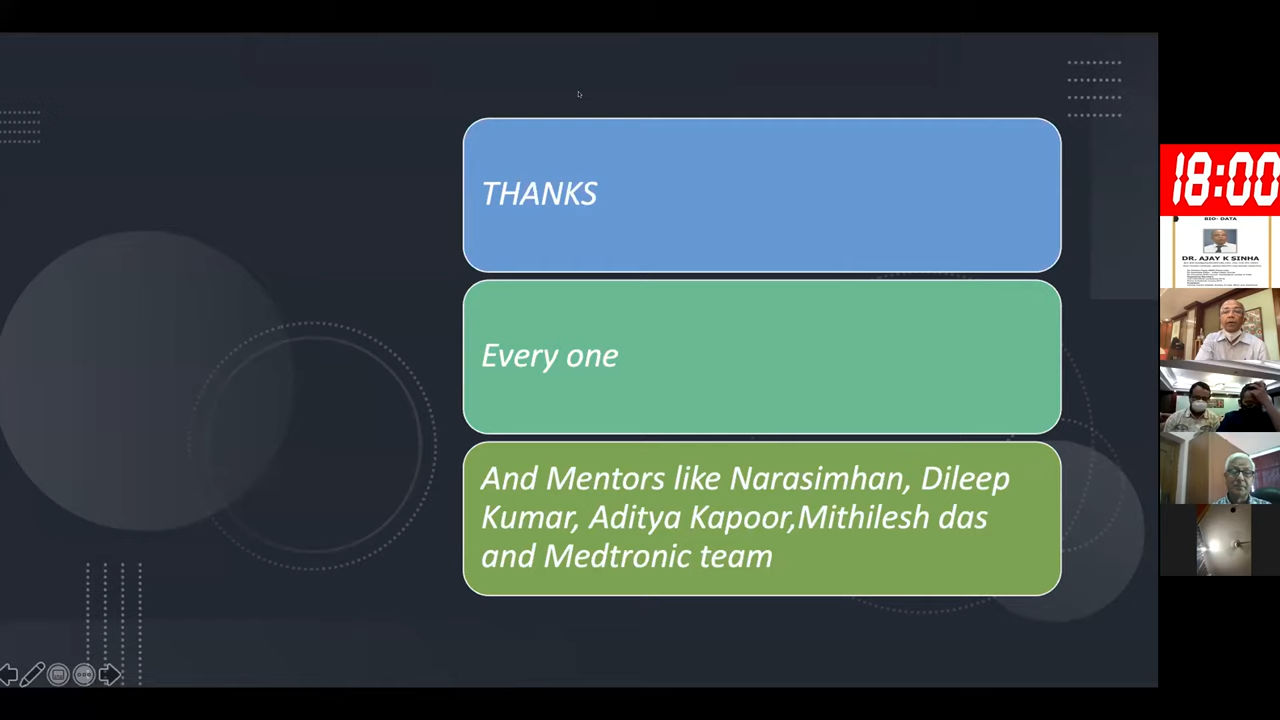 THANKS
Every one
And Mentors like Narasimhan, Dileep
Kumar, Aditya Kapoor,Mithilesh das
and Medtronic team
18:00
BIO- DATA
DR. AJAY K SINHA